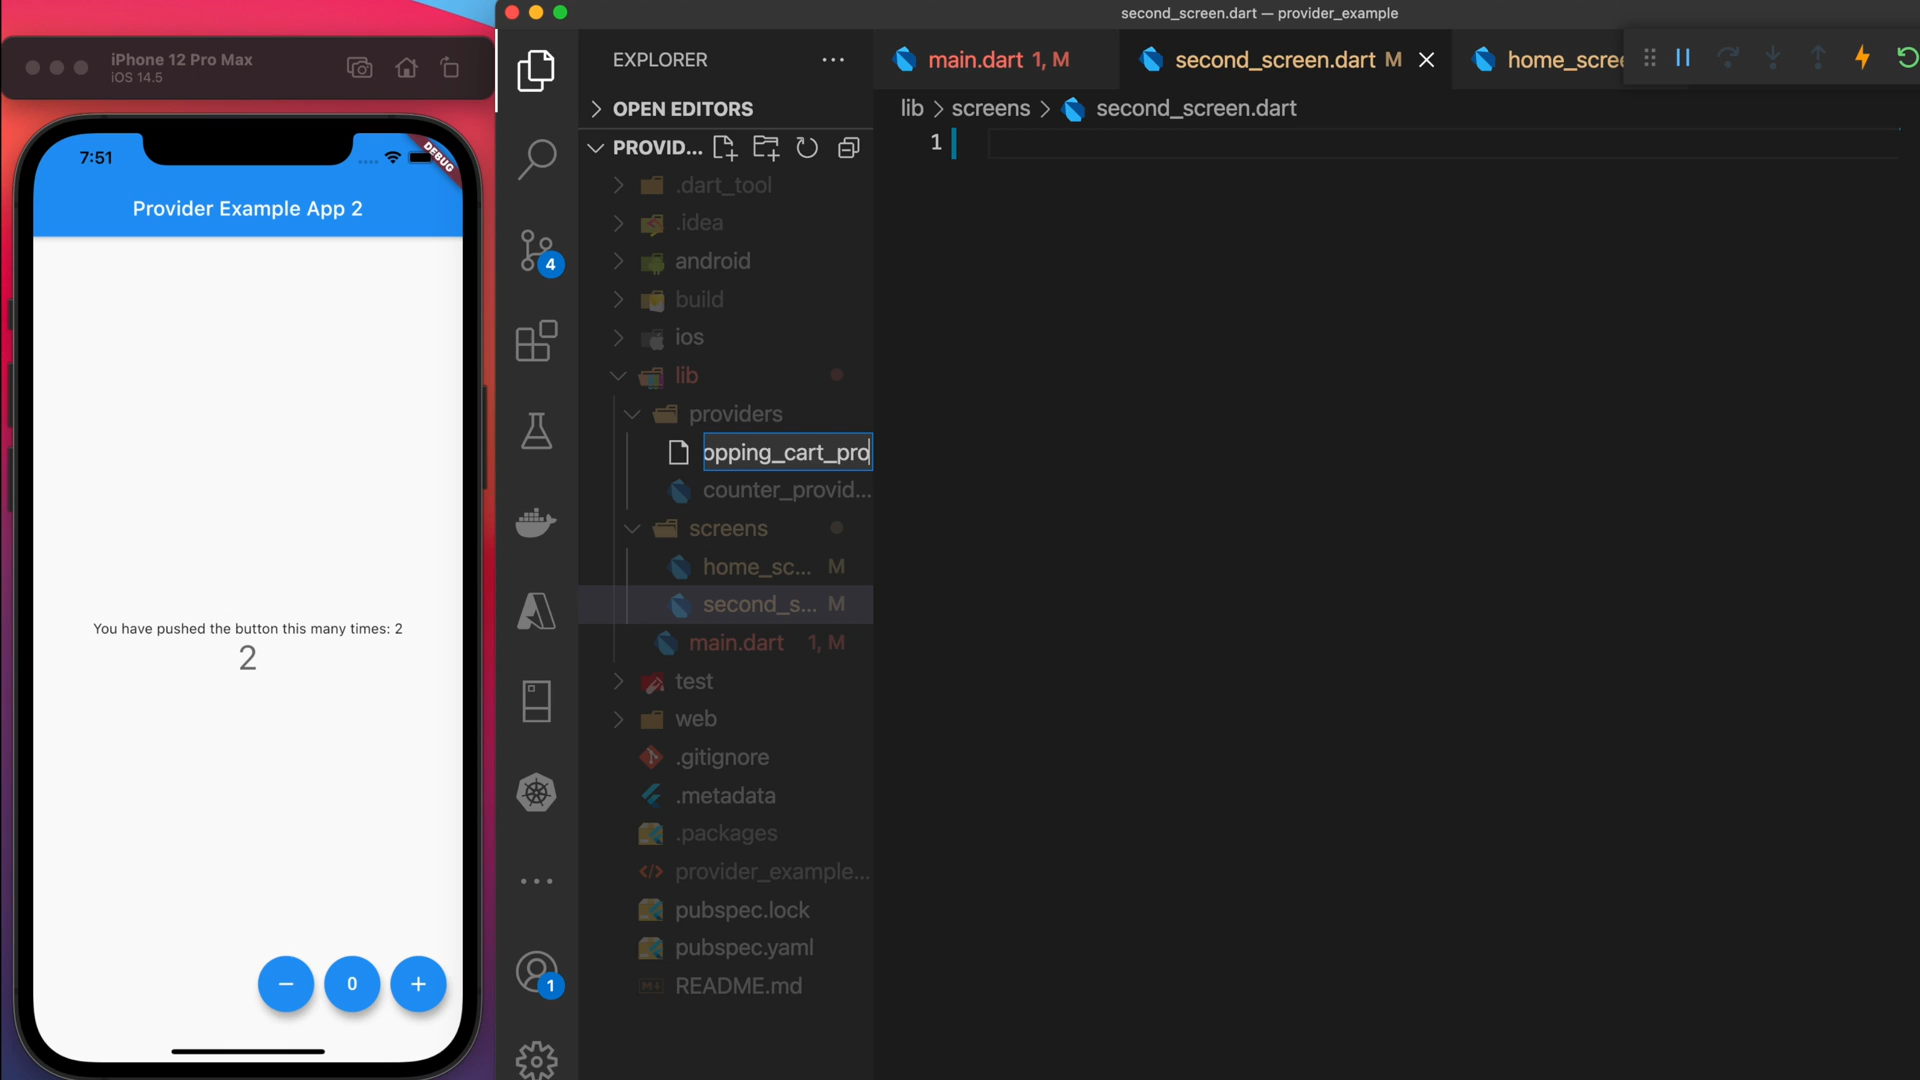 second_screen.dart — provider_example
iPhone 12 Pro Max
iOS 14.5
7:51
DEBUG
Provider Example App 2
You have pushed the button this many times: 2
2
−
0
+
4
1
EXPLORER
OPEN EDITORS
PROVID...
.dart_tool
.idea
android
build
ios
lib
providers
opping_cart_pro
counter_provid...
screens
home_sc... M
second_s... M
main.dart 1, M
test
web
.gitignore
.metadata
.packages
provider_example...
pubspec.lock
pubspec.yaml
README.md
main.dart 1, M
second_screen.dart M
home_scree
lib > screens > second_screen.dart
1